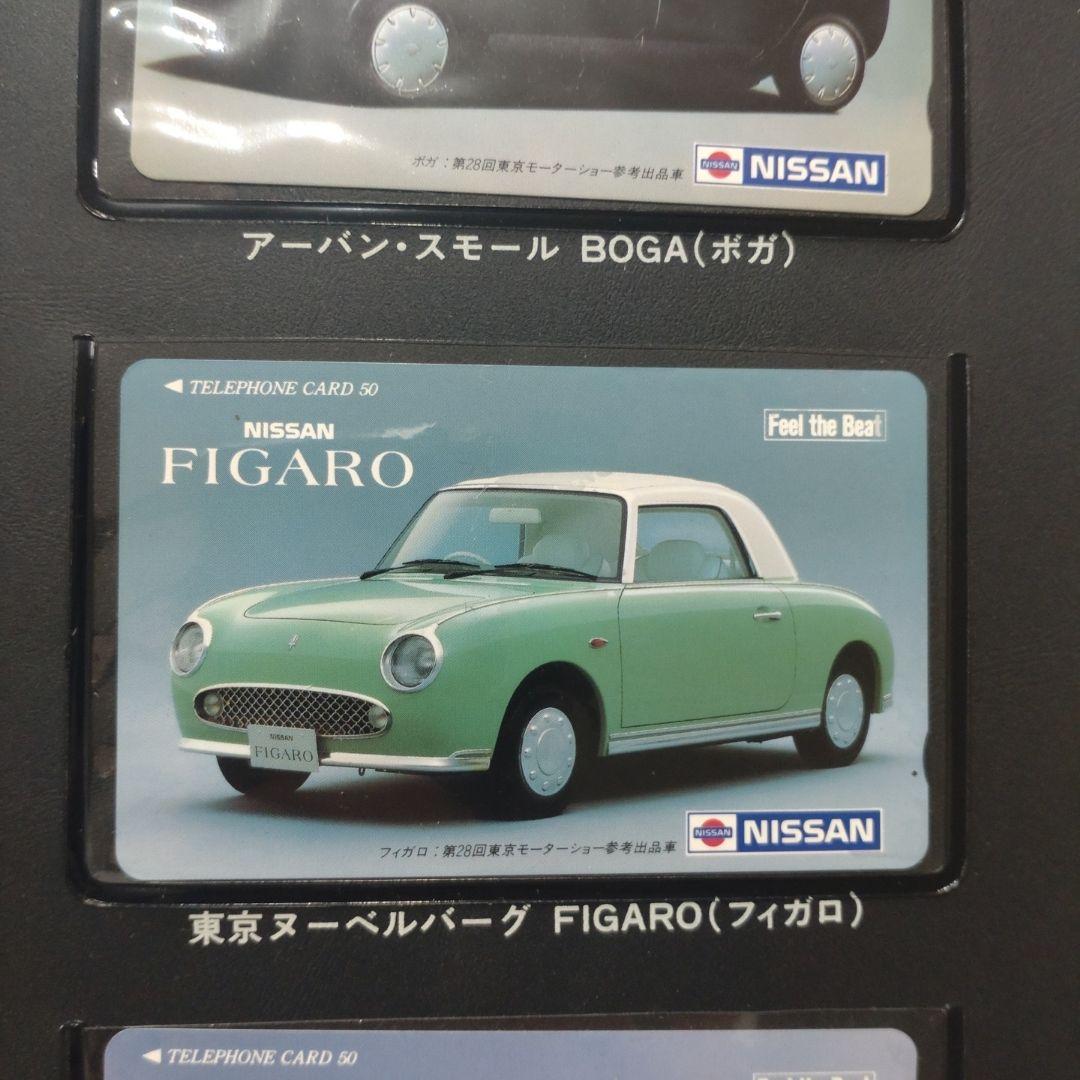 ボガ：第28回東京モーターショー参考出品車
NISSAN
NISSAN
アーバン・スモール BOGA(ボガ)
TELEPHONE CARD 50
NISSAN
FIGARO
Feel the Beat
NISSAN
FIGARO
フィガロ：第28回東京モーターショー参考出品車
NISSAN
NISSAN
東京ヌーベルバーグ FIGARO(フィガロ)
TELEPHONE CARD 50
Feel the Beat